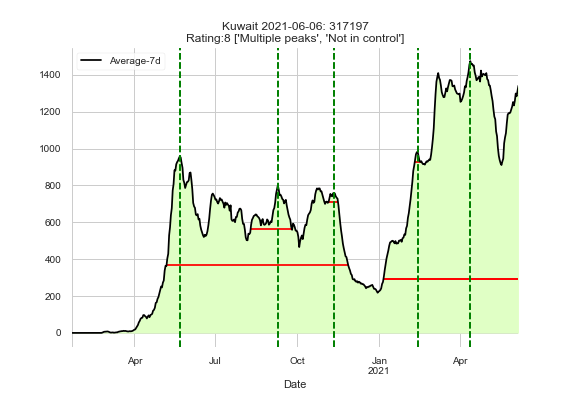 Kuwait 2021-06-06: 317197
Rating:8 ['Multiple peaks', 'Not in control']
Average-7d
1400
1200
1000
800
600
400
200
0
Apr
Jul
Oct
Jan
2021
Apr
Date